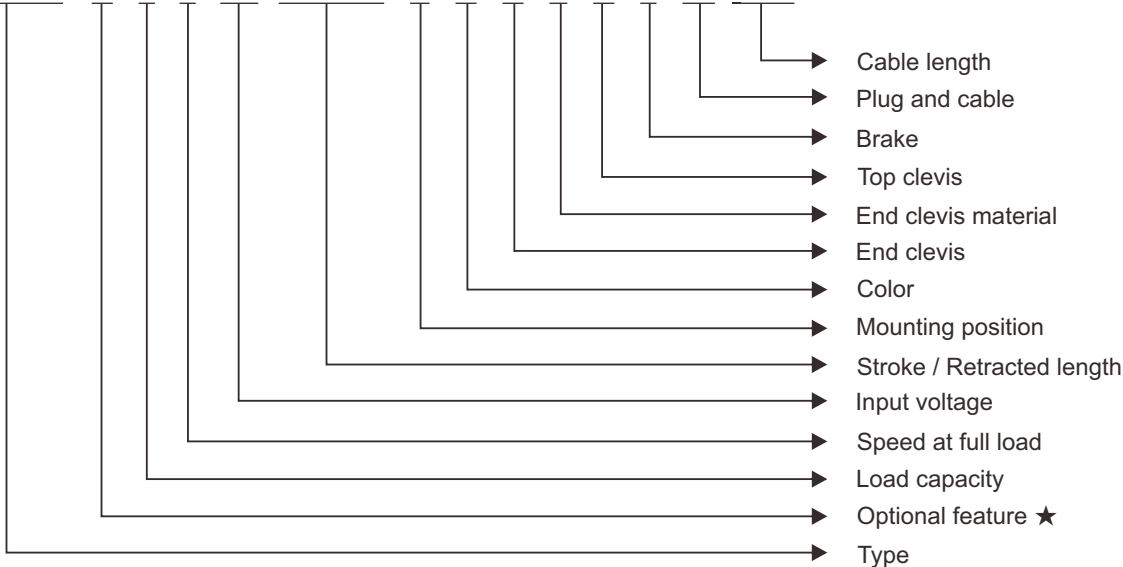 Cable length
Plug and cable
Brake
Top clevis
End clevis material
End clevis
Color
Mounting position
Stroke / Retracted length
Input voltage
Speed at full load
Load capacity
Optional feature ★
Type